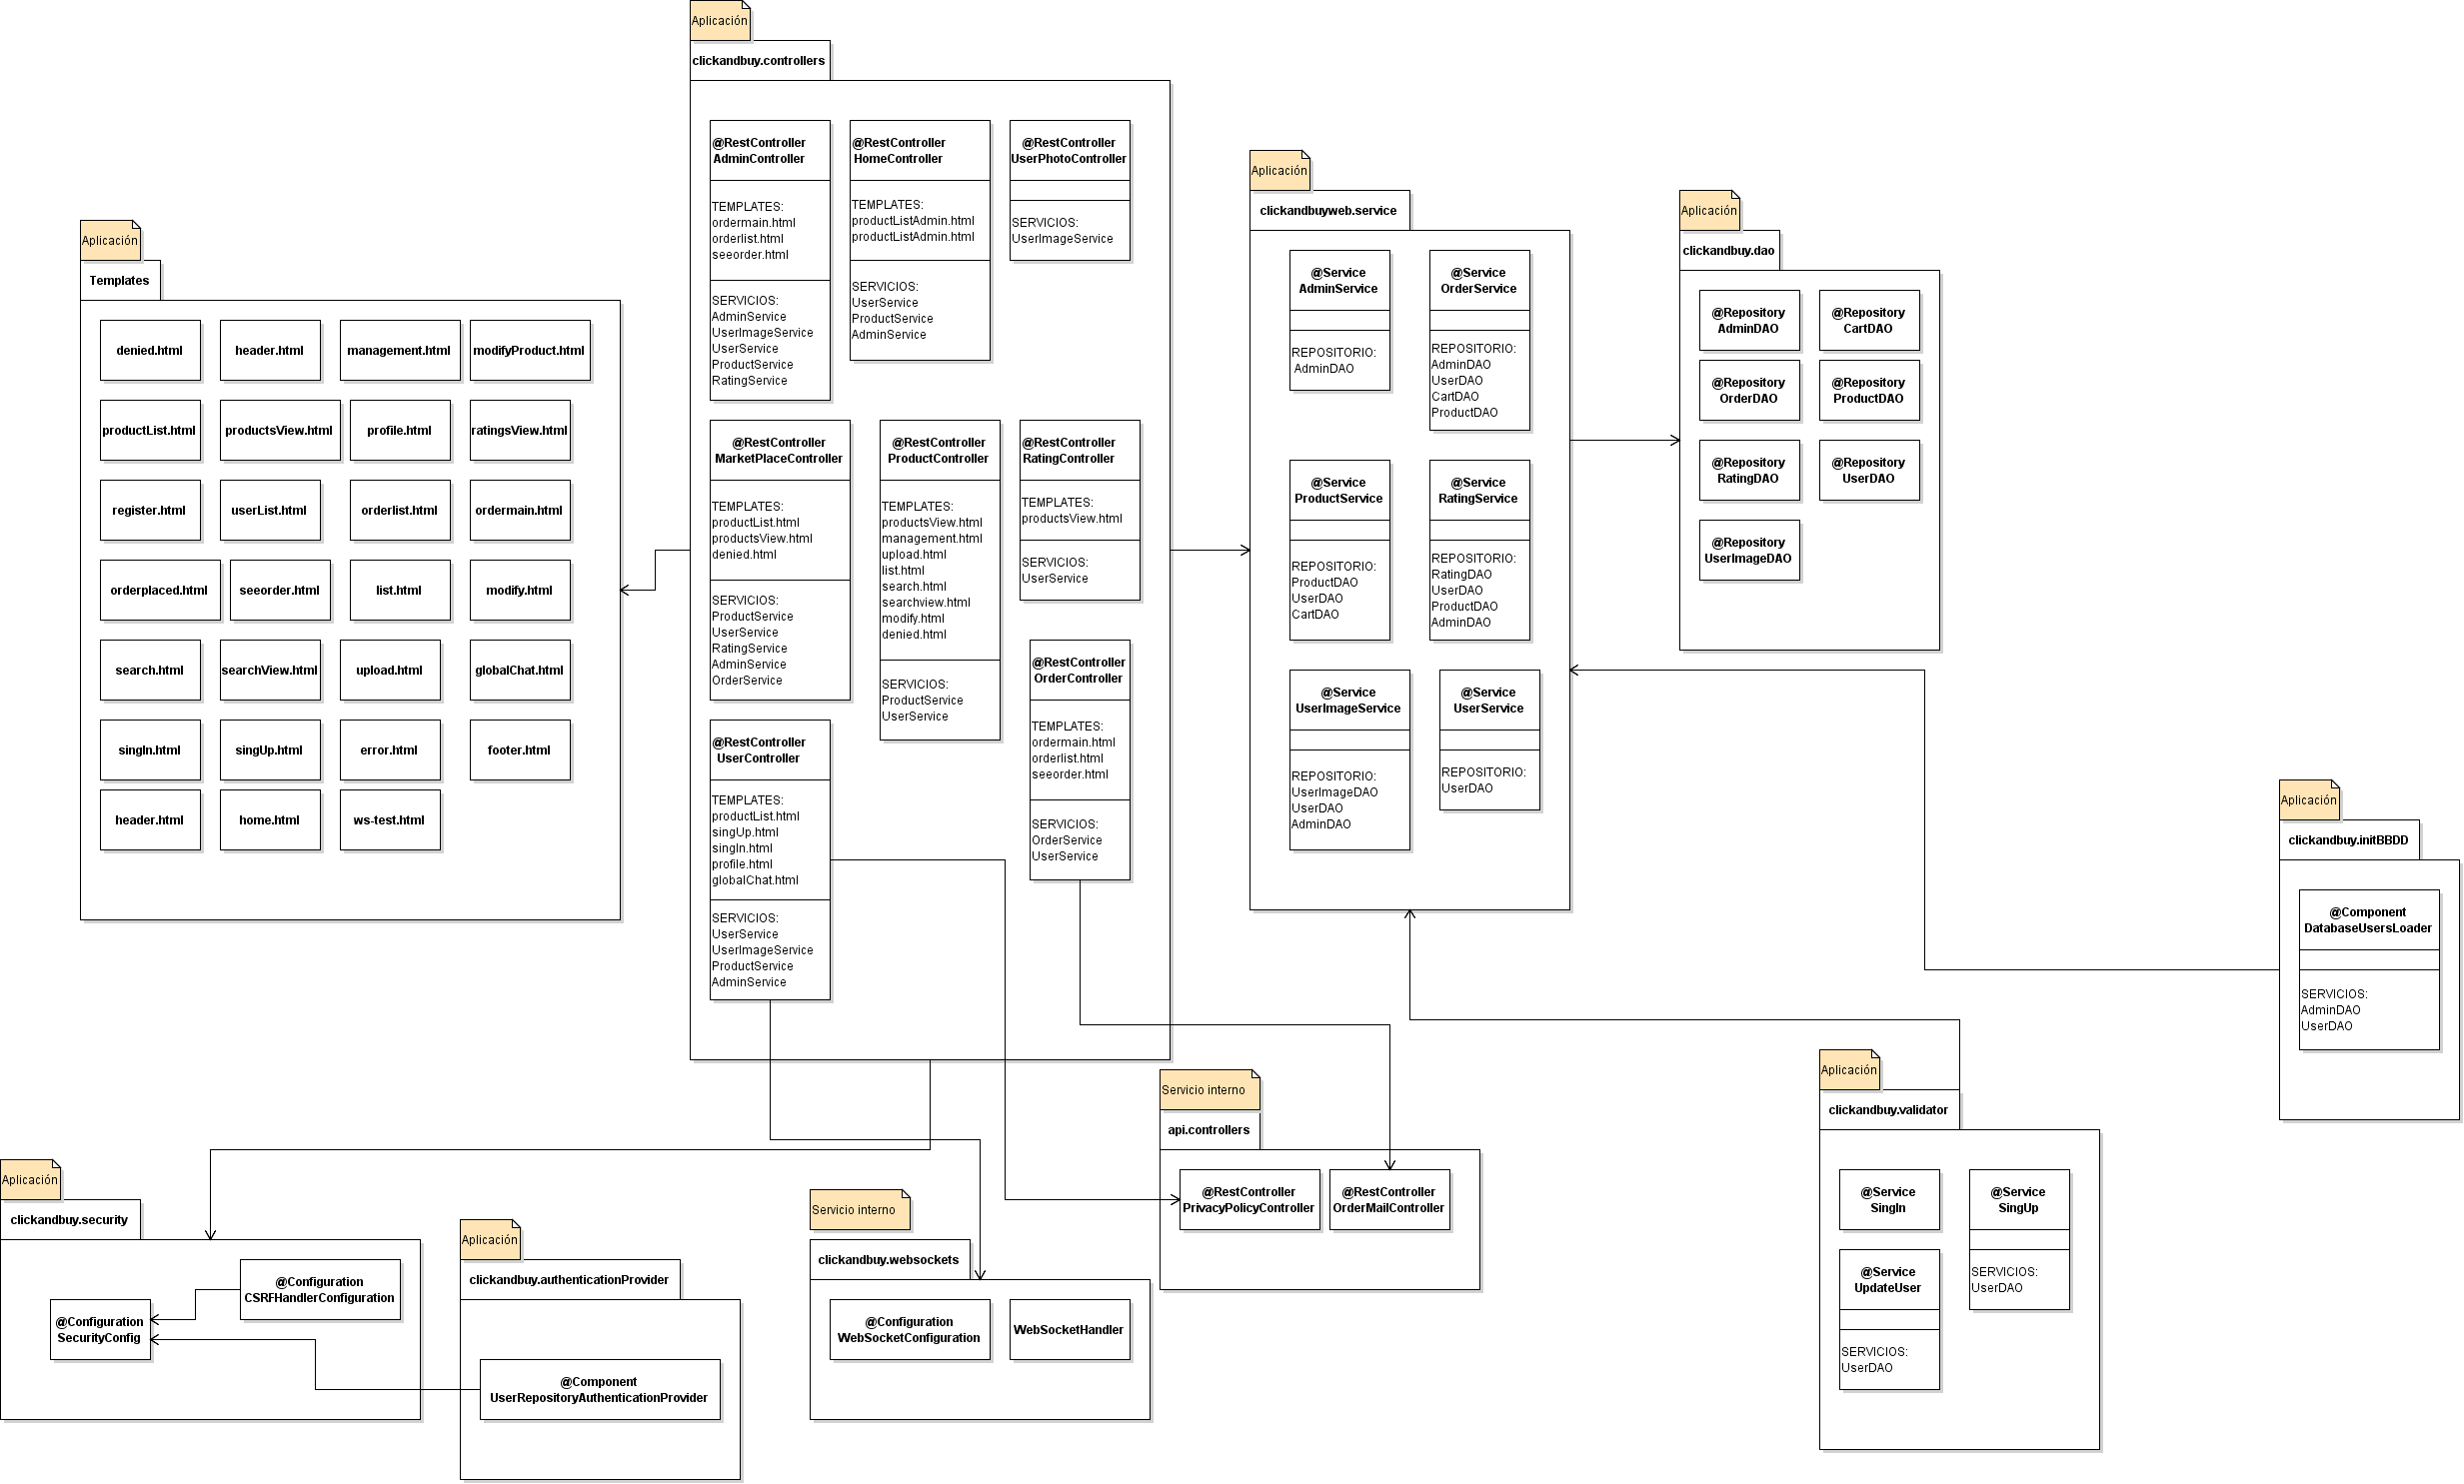 Aplicación
clickandbuy.controllers
@RestController
AdminController
TEMPLATES:
ordermain.html
orderlist.html
seeorder.html
SERVICIOS:
AdminService
UserImageService
UserService
ProductService
RatingService
@RestController
HomeController
TEMPLATES:
productListAdmin.html
productListAdmin.html
SERVICIOS:
UserService
ProductService
AdminService
@RestController
UserPhotoController
SERVICIOS:
UserImageService
@RestController
MarketPlaceController
TEMPLATES:
productList.html
productsView.html
denied.html
SERVICIOS:
ProductService
UserService
RatingService
AdminService
OrderService
@RestController
ProductController
TEMPLATES:
productsView.html
management.html
upload.html
list.html
search.html
searchview.html
modify.html
denied.html
SERVICIOS:
ProductService
UserService
@RestController
RatingController
TEMPLATES:
productsView.html
SERVICIOS:
UserService
@RestController
OrderController
TEMPLATES:
ordermain.html
orderlist.html
seeorder.html
SERVICIOS:
OrderService
UserService
@RestController
UserController
TEMPLATES:
productList.html
singUp.html
singIn.html
profile.html
globalChat.html
SERVICIOS:
UserService
UserImageService
ProductService
AdminService
Aplicación
Templates
denied.html
header.html
management.html
modifyProduct.html
productList.html
productsView.html
profile.html
ratingsView.html
register.html
userList.html
orderlist.html
ordermain.html
orderplaced.html
seeorder.html
list.html
modify.html
search.html
searchView.html
upload.html
globalChat.html
singIn.html
singUp.html
error.html
footer.html
header.html
home.html
ws-test.html
Aplicación
clickandbuyweb.service
@Service
AdminService
REPOSITORIO:
AdminDAO
@Service
OrderService
REPOSITORIO:
AdminDAO
UserDAO
CartDAO
ProductDAO
@Service
ProductService
REPOSITORIO:
ProductDAO
UserDAO
CartDAO
@Service
RatingService
REPOSITORIO:
RatingDAO
UserDAO
ProductDAO
AdminDAO
@Service
UserImageService
REPOSITORIO:
UserImageDAO
UserDAO
AdminDAO
@Service
UserService
REPOSITORIO:
UserDAO
Aplicación
clickandbuy.dao
@Repository
AdminDAO
@Repository
CartDAO
@Repository
OrderDAO
@Repository
ProductDAO
@Repository
RatingDAO
@Repository
UserDAO
@Repository
UserImageDAO
Aplicación
clickandbuy.initBBDD
@Component
DatabaseUsersLoader
SERVICIOS:
AdminDAO
UserDAO
Aplicación
clickandbuy.validator
@Service
SingIn
@Service
SingUp
SERVICIOS:
UserDAO
@Service
UpdateUser
SERVICIOS:
UserDAO
Servicio interno
api.controllers
@RestController
PrivacyPolicyController
@RestController
OrderMailController
Servicio interno
clickandbuy.websockets
@Configuration
WebSocketConfiguration
WebSocketHandler
Aplicación
clickandbuy.security
@Configuration
CSRFHandlerConfiguration
@Configuration
SecurityConfig
Aplicación
clickandbuy.authenticationProvider
@Component
UserRepositoryAuthenticationProvider